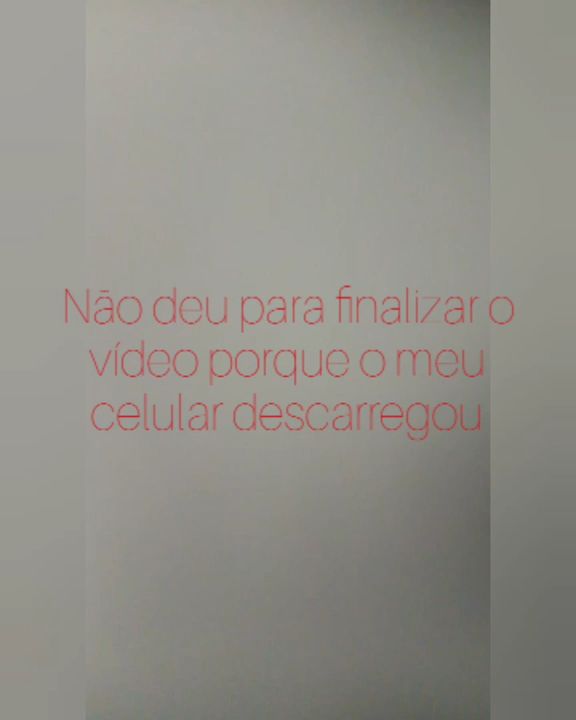 Não deu para finalizar o
vídeo porque o meu
celular descarregou